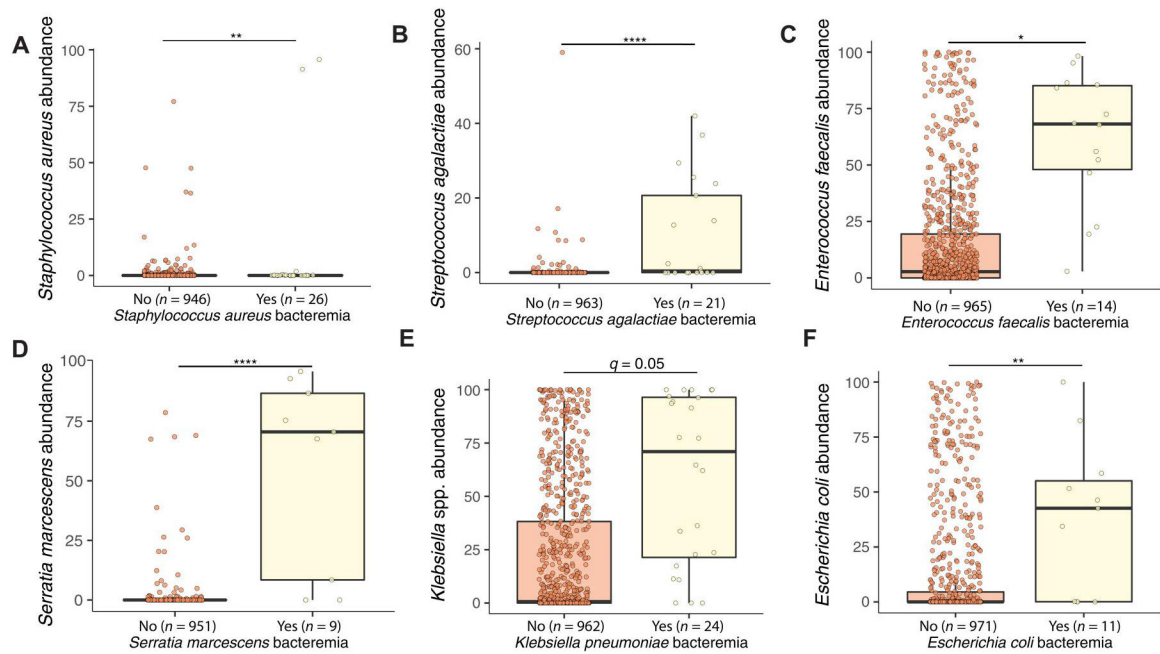 A
Staphylococcus aureus abundance
100
75
50
25
0
**
No (n = 946)
Yes (n = 26)
Staphylococcus aureus bacteremia
B
Streptococcus agalactiae abundance
60
40
20
0
****
No (n = 963)
Yes (n = 21)
Streptococcus agalactiae bacteremia
C
Enterococcus faecalis abundance
100
75
50
25
0
*
No (n = 965)
Yes (n =14)
Enterococcus faecalis bacteremia
D
Serratia marcescens abundance
100
75
50
25
0
****
No (n = 951)
Yes (n = 9)
Serratia marcescens bacteremia
E
Klebsiella spp. abundance
100
75
50
25
0
q = 0.05
No (n = 962)
Yes (n = 24)
Klebsiella pneumoniae bacteremia
F
Escherichia coli abundance
100
75
50
25
0
**
No (n = 971)
Yes (n = 11)
Escherichia coli bacteremia